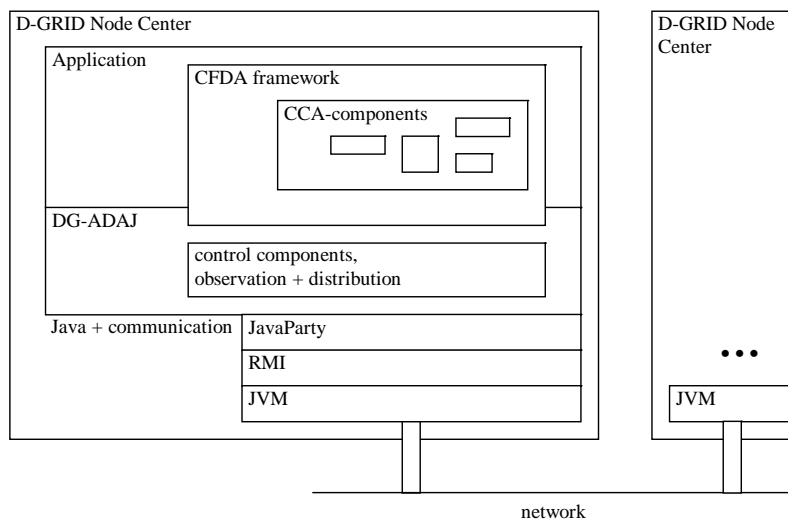 D-GRID Node Center
Application
CFDA framework
CCA-components
DG-ADAJ
control components,
observation + distribution
Java + communication
JavaParty
RMI
JVM
D-GRID Node
Center
•••
JVM
network